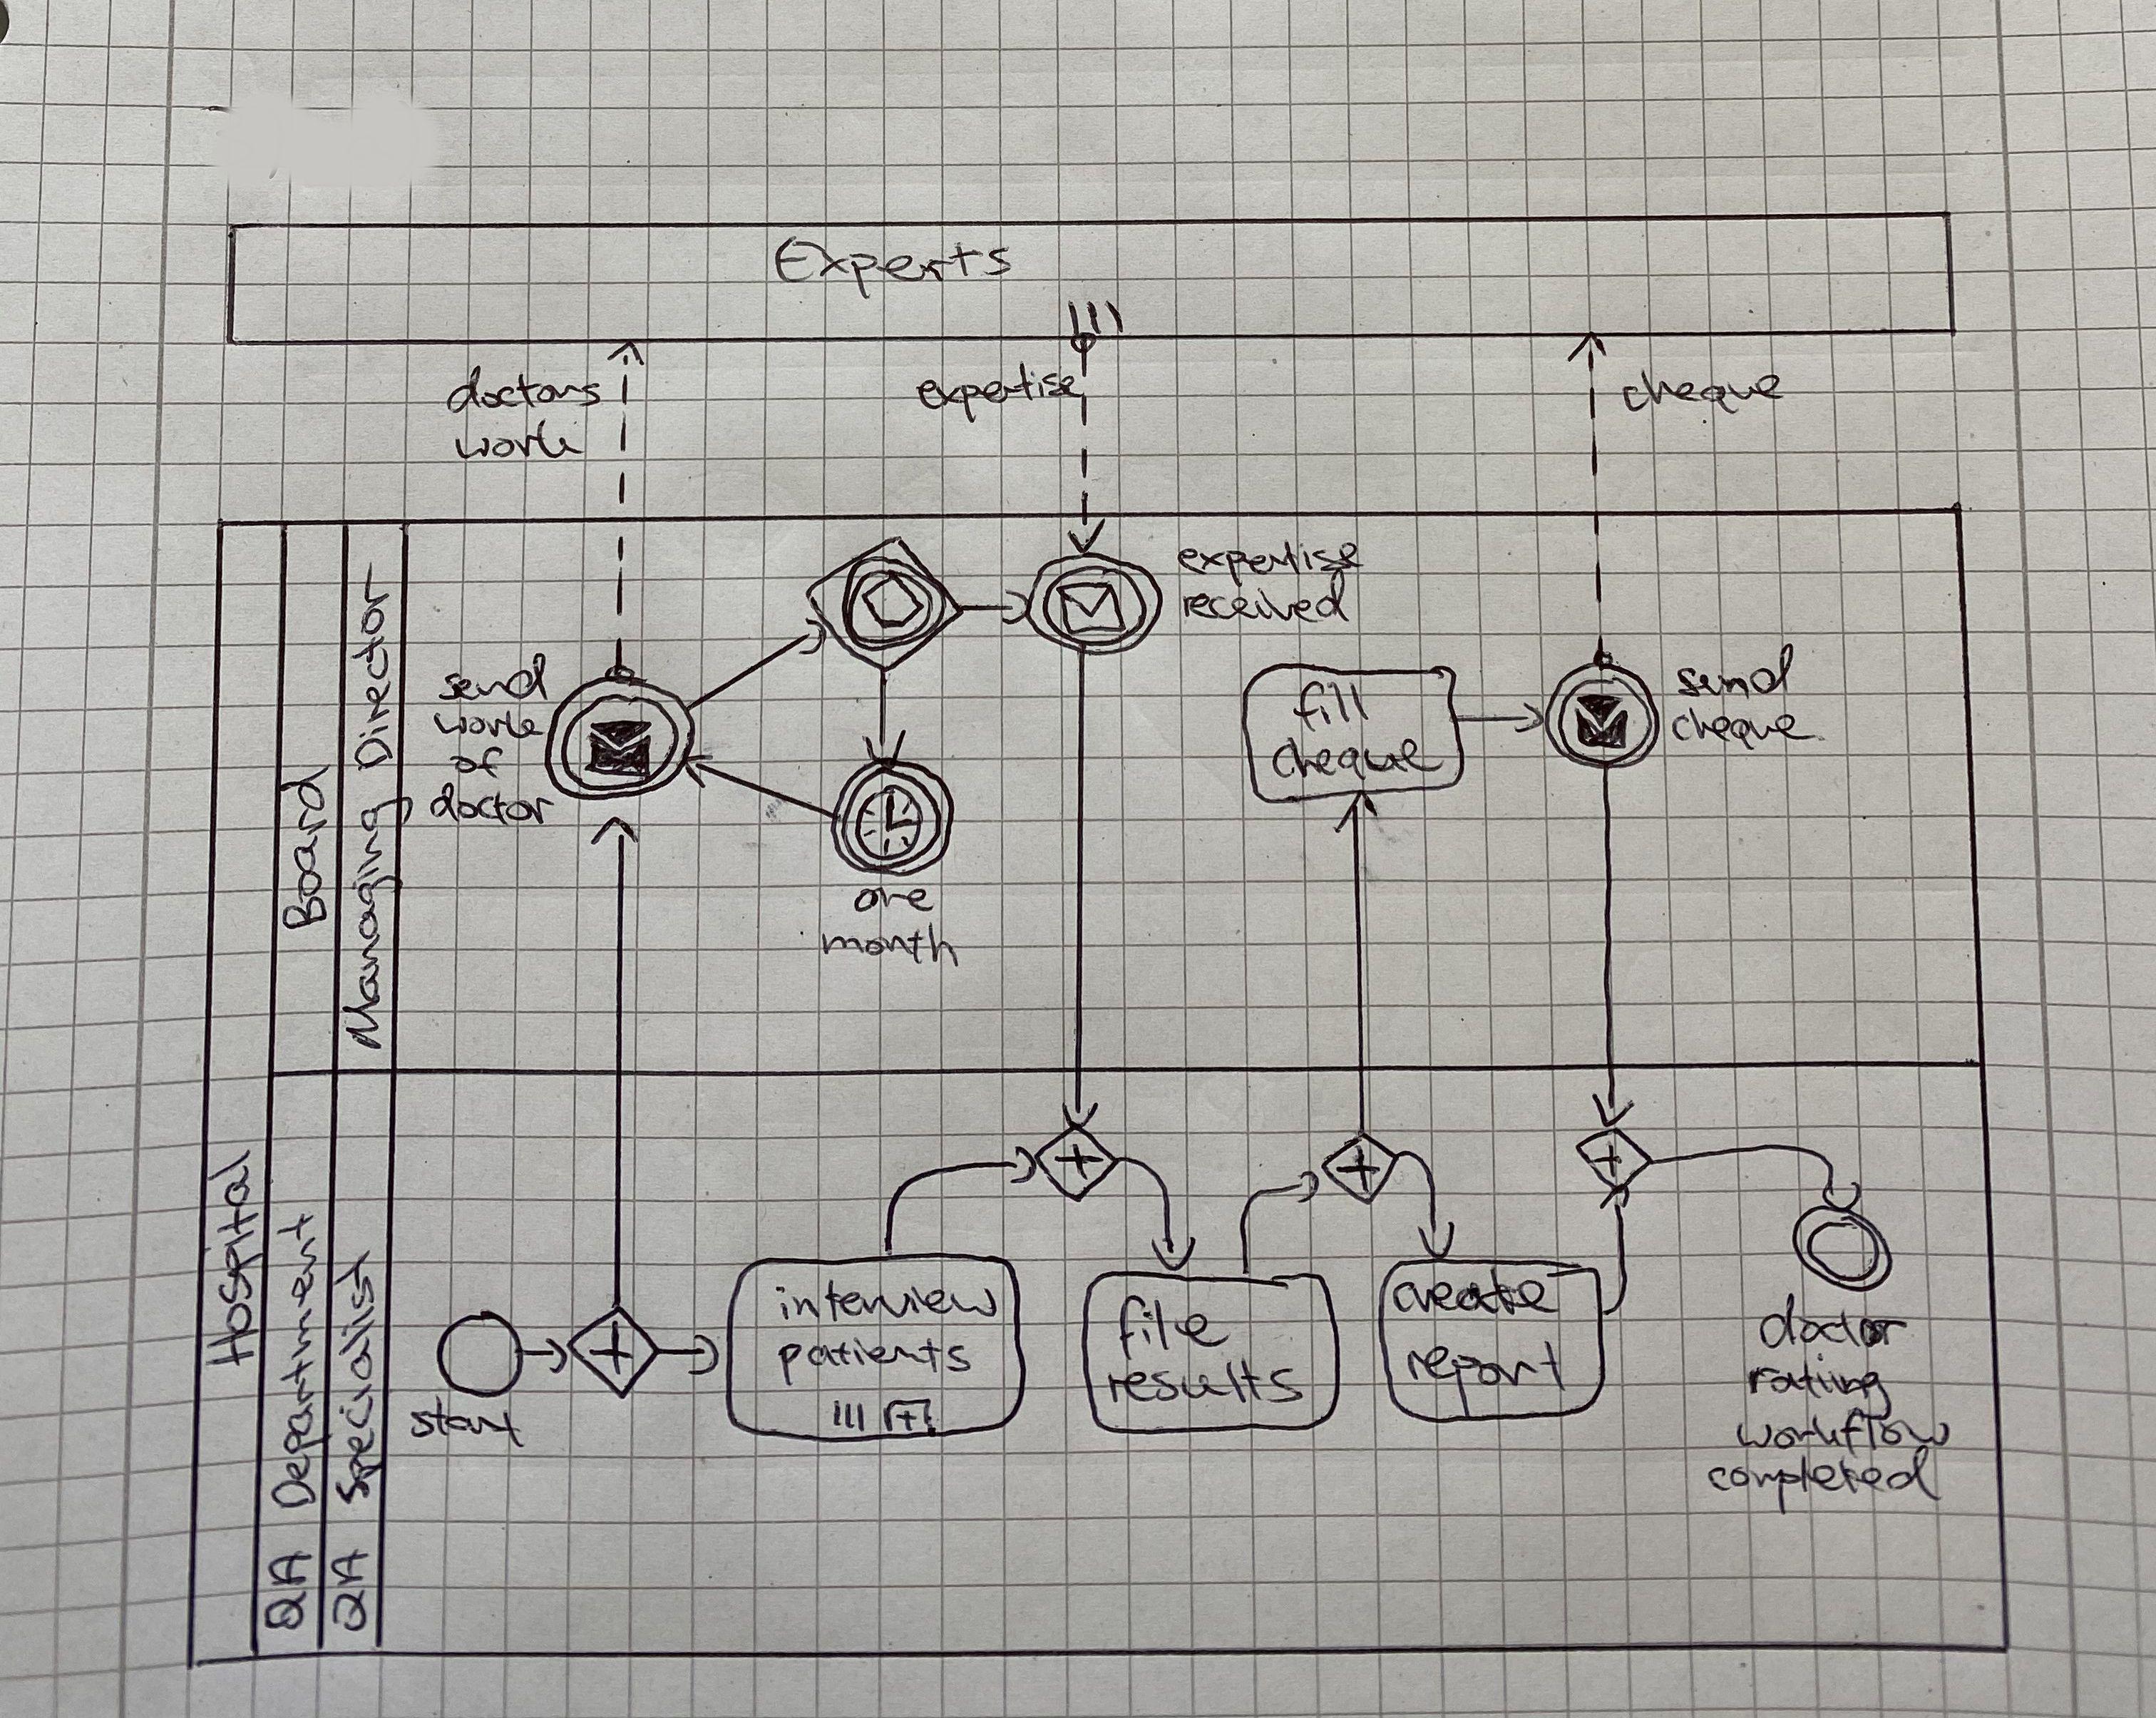 Experts
doctors
work
expertise
cheque
Hospital
Board
Managing Director
send
work
of
doctor
one
month
expertise
received
fill
cheque
send
cheque
QA Department
QA Specialist
start
interview
patients
file
results
create
report
doctor
rating
workflow
completed